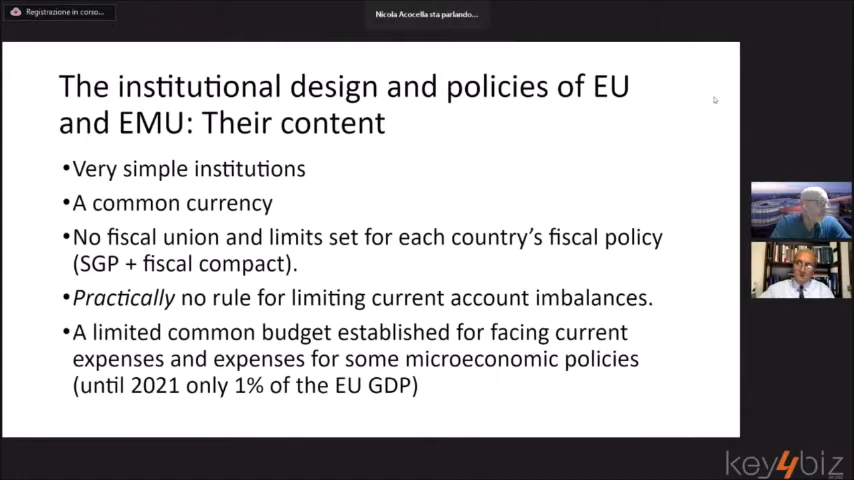 Registrazione in corso...
Nicola Acocella sta parlando...
The institutional design and policies of EU
and EMU: Their content
•Very simple institutions
•A common currency
•No fiscal union and limits set for each country's fiscal policy
(SGP + fiscal compact).
•Practically no rule for limiting current account imbalances.
•A limited common budget established for facing current
expenses and expenses for some microeconomic policies
(until 2021 only 1% of the EU GDP)
key4biz